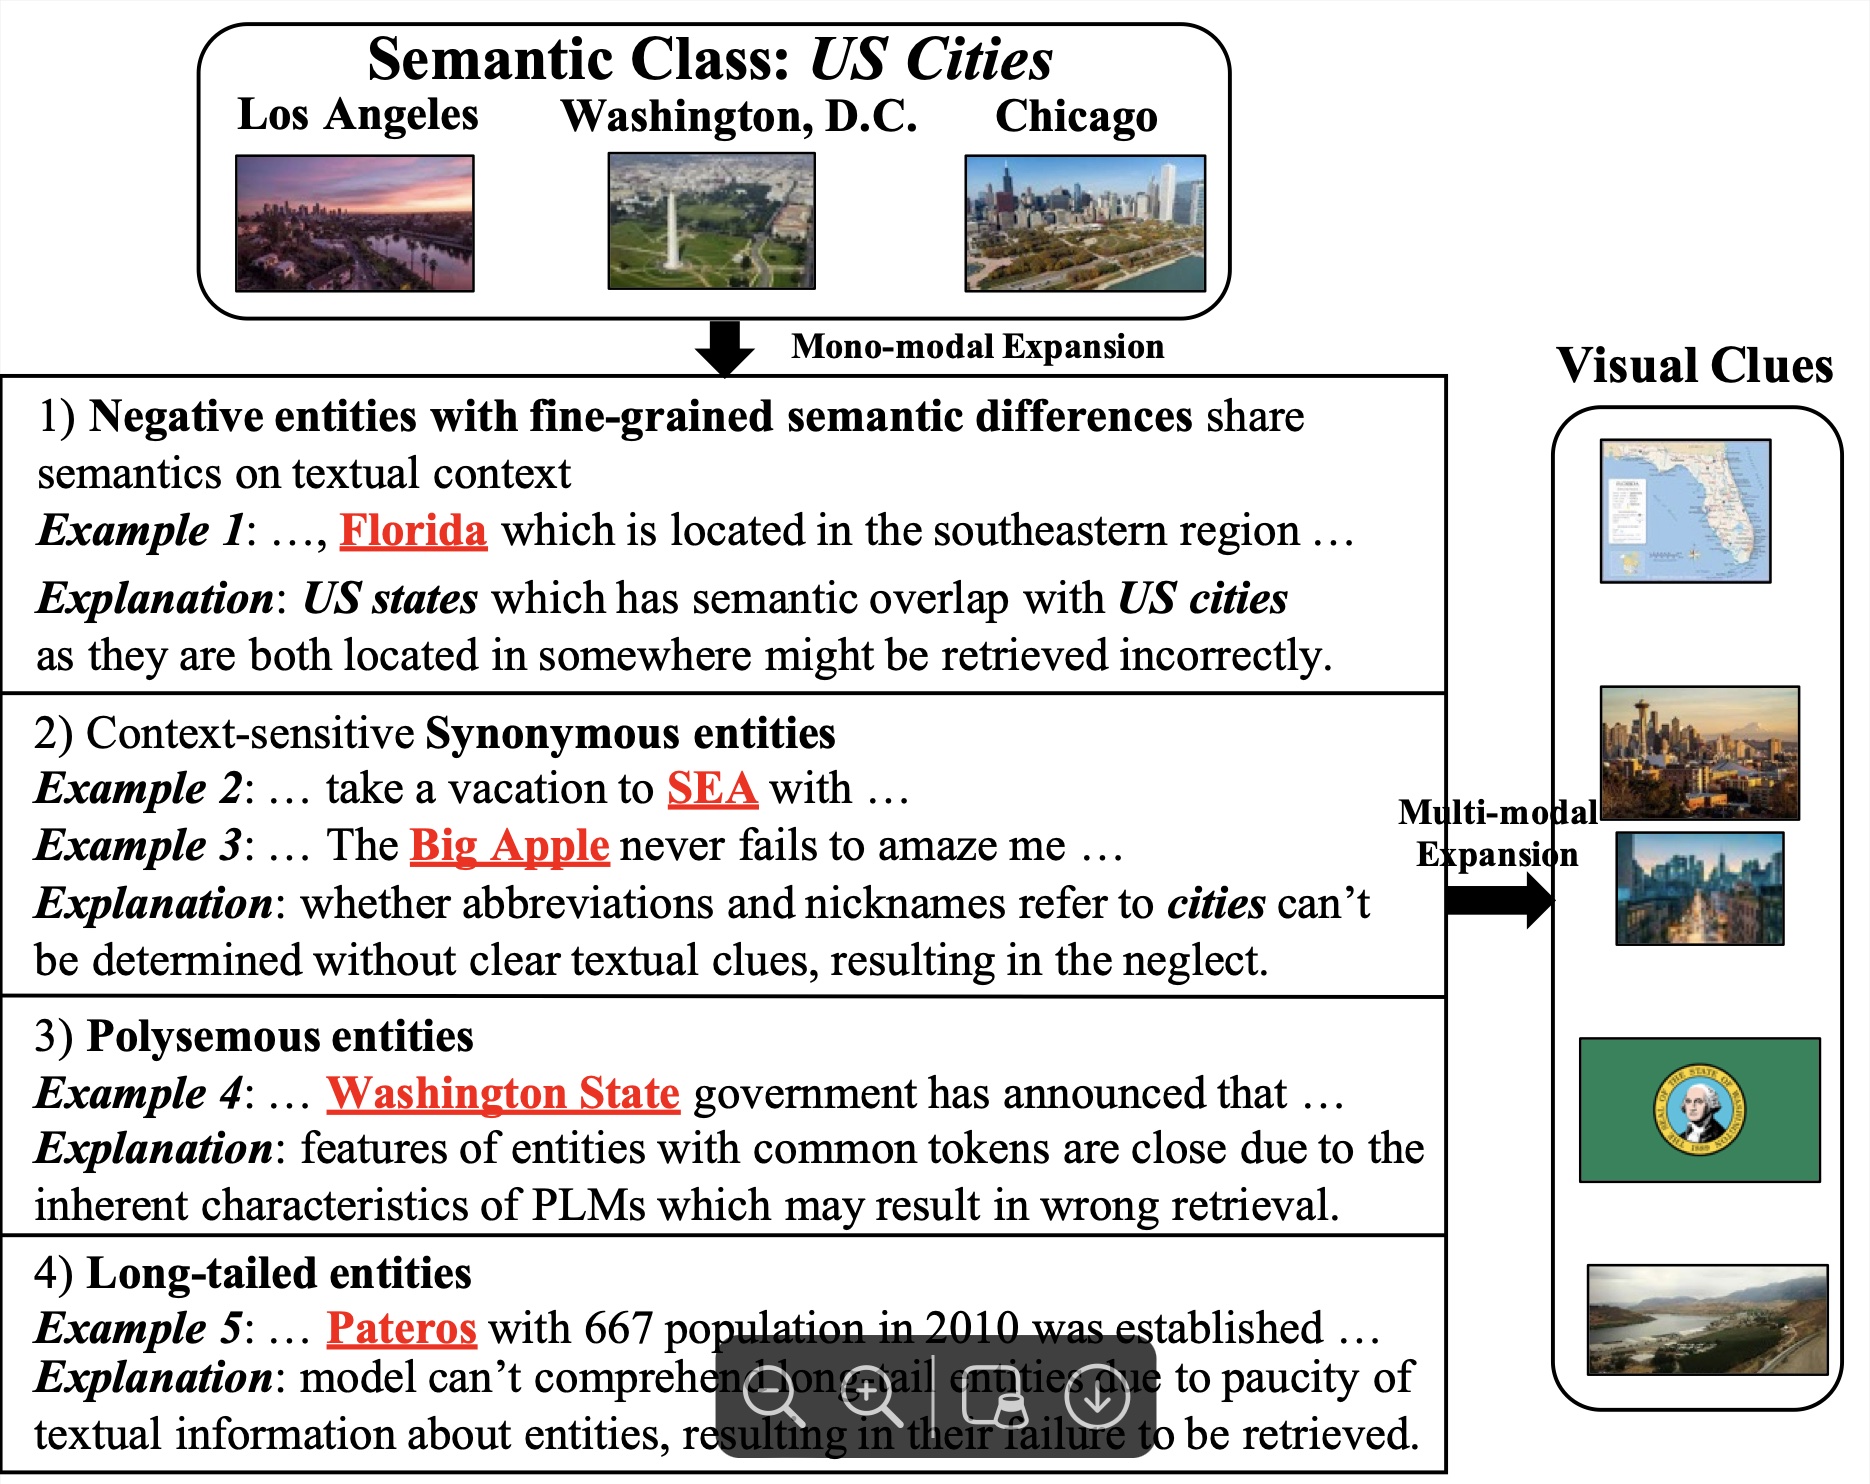 Semantic Class: US Cities
Los Angeles Washington, D.C. Chicago
Mono-modal Expansion
1) Negative entities with fine-grained semantic differences share
semantics on textual context
Example 1: …, Florida which is located in the southeastern region …
Explanation: US states which has semantic overlap with US cities
as they are both located in somewhere might be retrieved incorrectly.
2) Context-sensitive Synonymous entities
Example 2: … take a vacation to SEA with …
Example 3: … The Big Apple never fails to amaze me …
Explanation: whether abbreviations and nicknames refer to cities can’t
be determined without clear textual clues, resulting in the neglect.
3) Polysemous entities
Example 4: … Washington State government has announced that …
Explanation: features of entities with common tokens are close due to the
inherent characteristics of PLMs which may result in wrong retrieval.
4) Long-tailed entities
Example 5: … Pateros with 667 population in 2010 was established …
Explanation: model can’t comprehend long-tail entities due to paucity of
textual information about entities, resulting in their failure to be retrieved.
Multi-modal
Expansion
Visual Clues
THE SEAL OF THE STATE OF WASHINGTON
1889